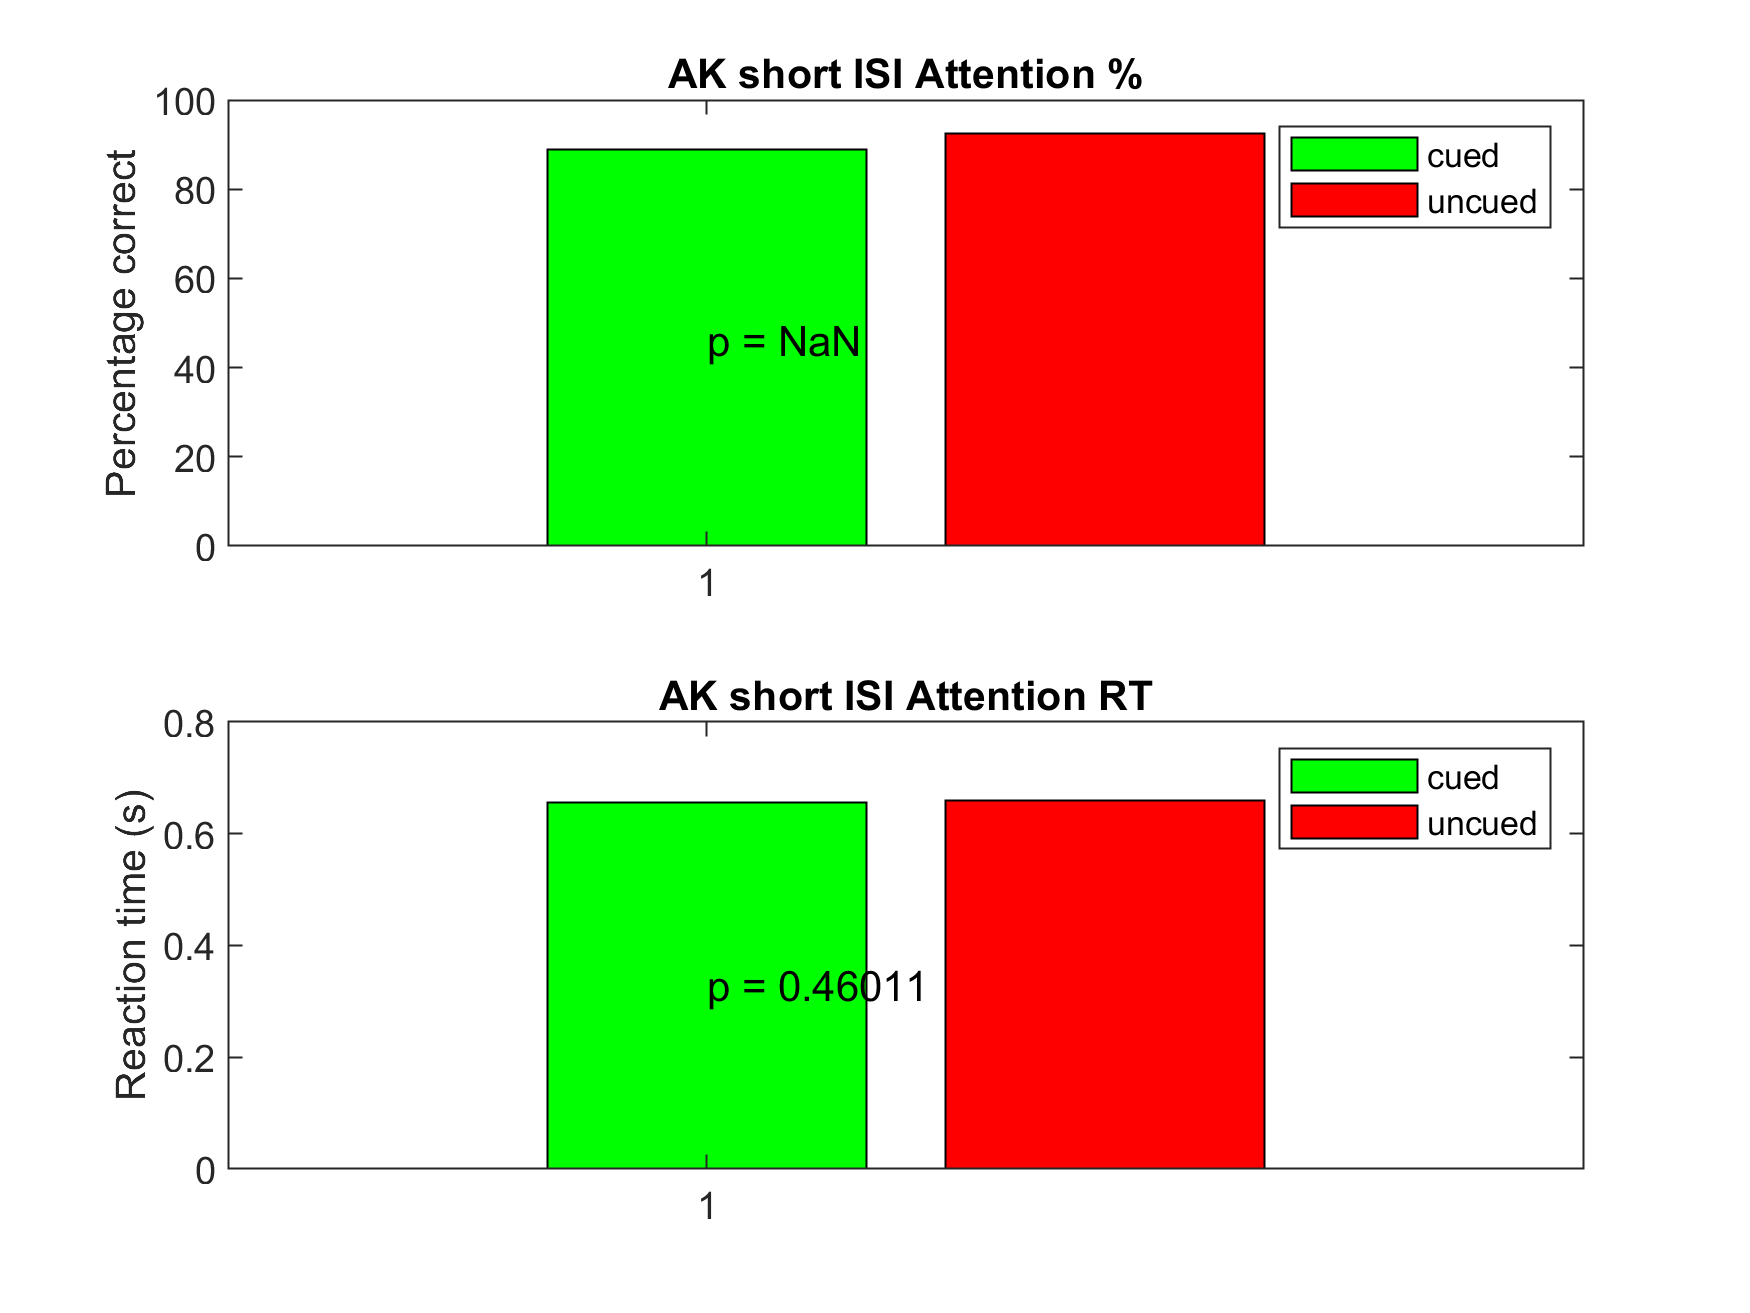 AK short ISI Attention %
Percentage correct
100
80
60
40
20
0
1
p = NaN
cued
uncued
AK short ISI Attention RT
Reaction time (s)
0.8
0.6
0.4
0.2
0
1
p = 0.46011
cued
uncued